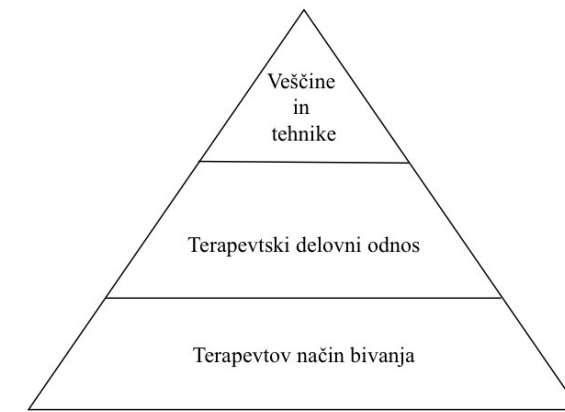 Veščine
in
tehnike
Terapevtski delovni odnos
Terapevtov način bivanja